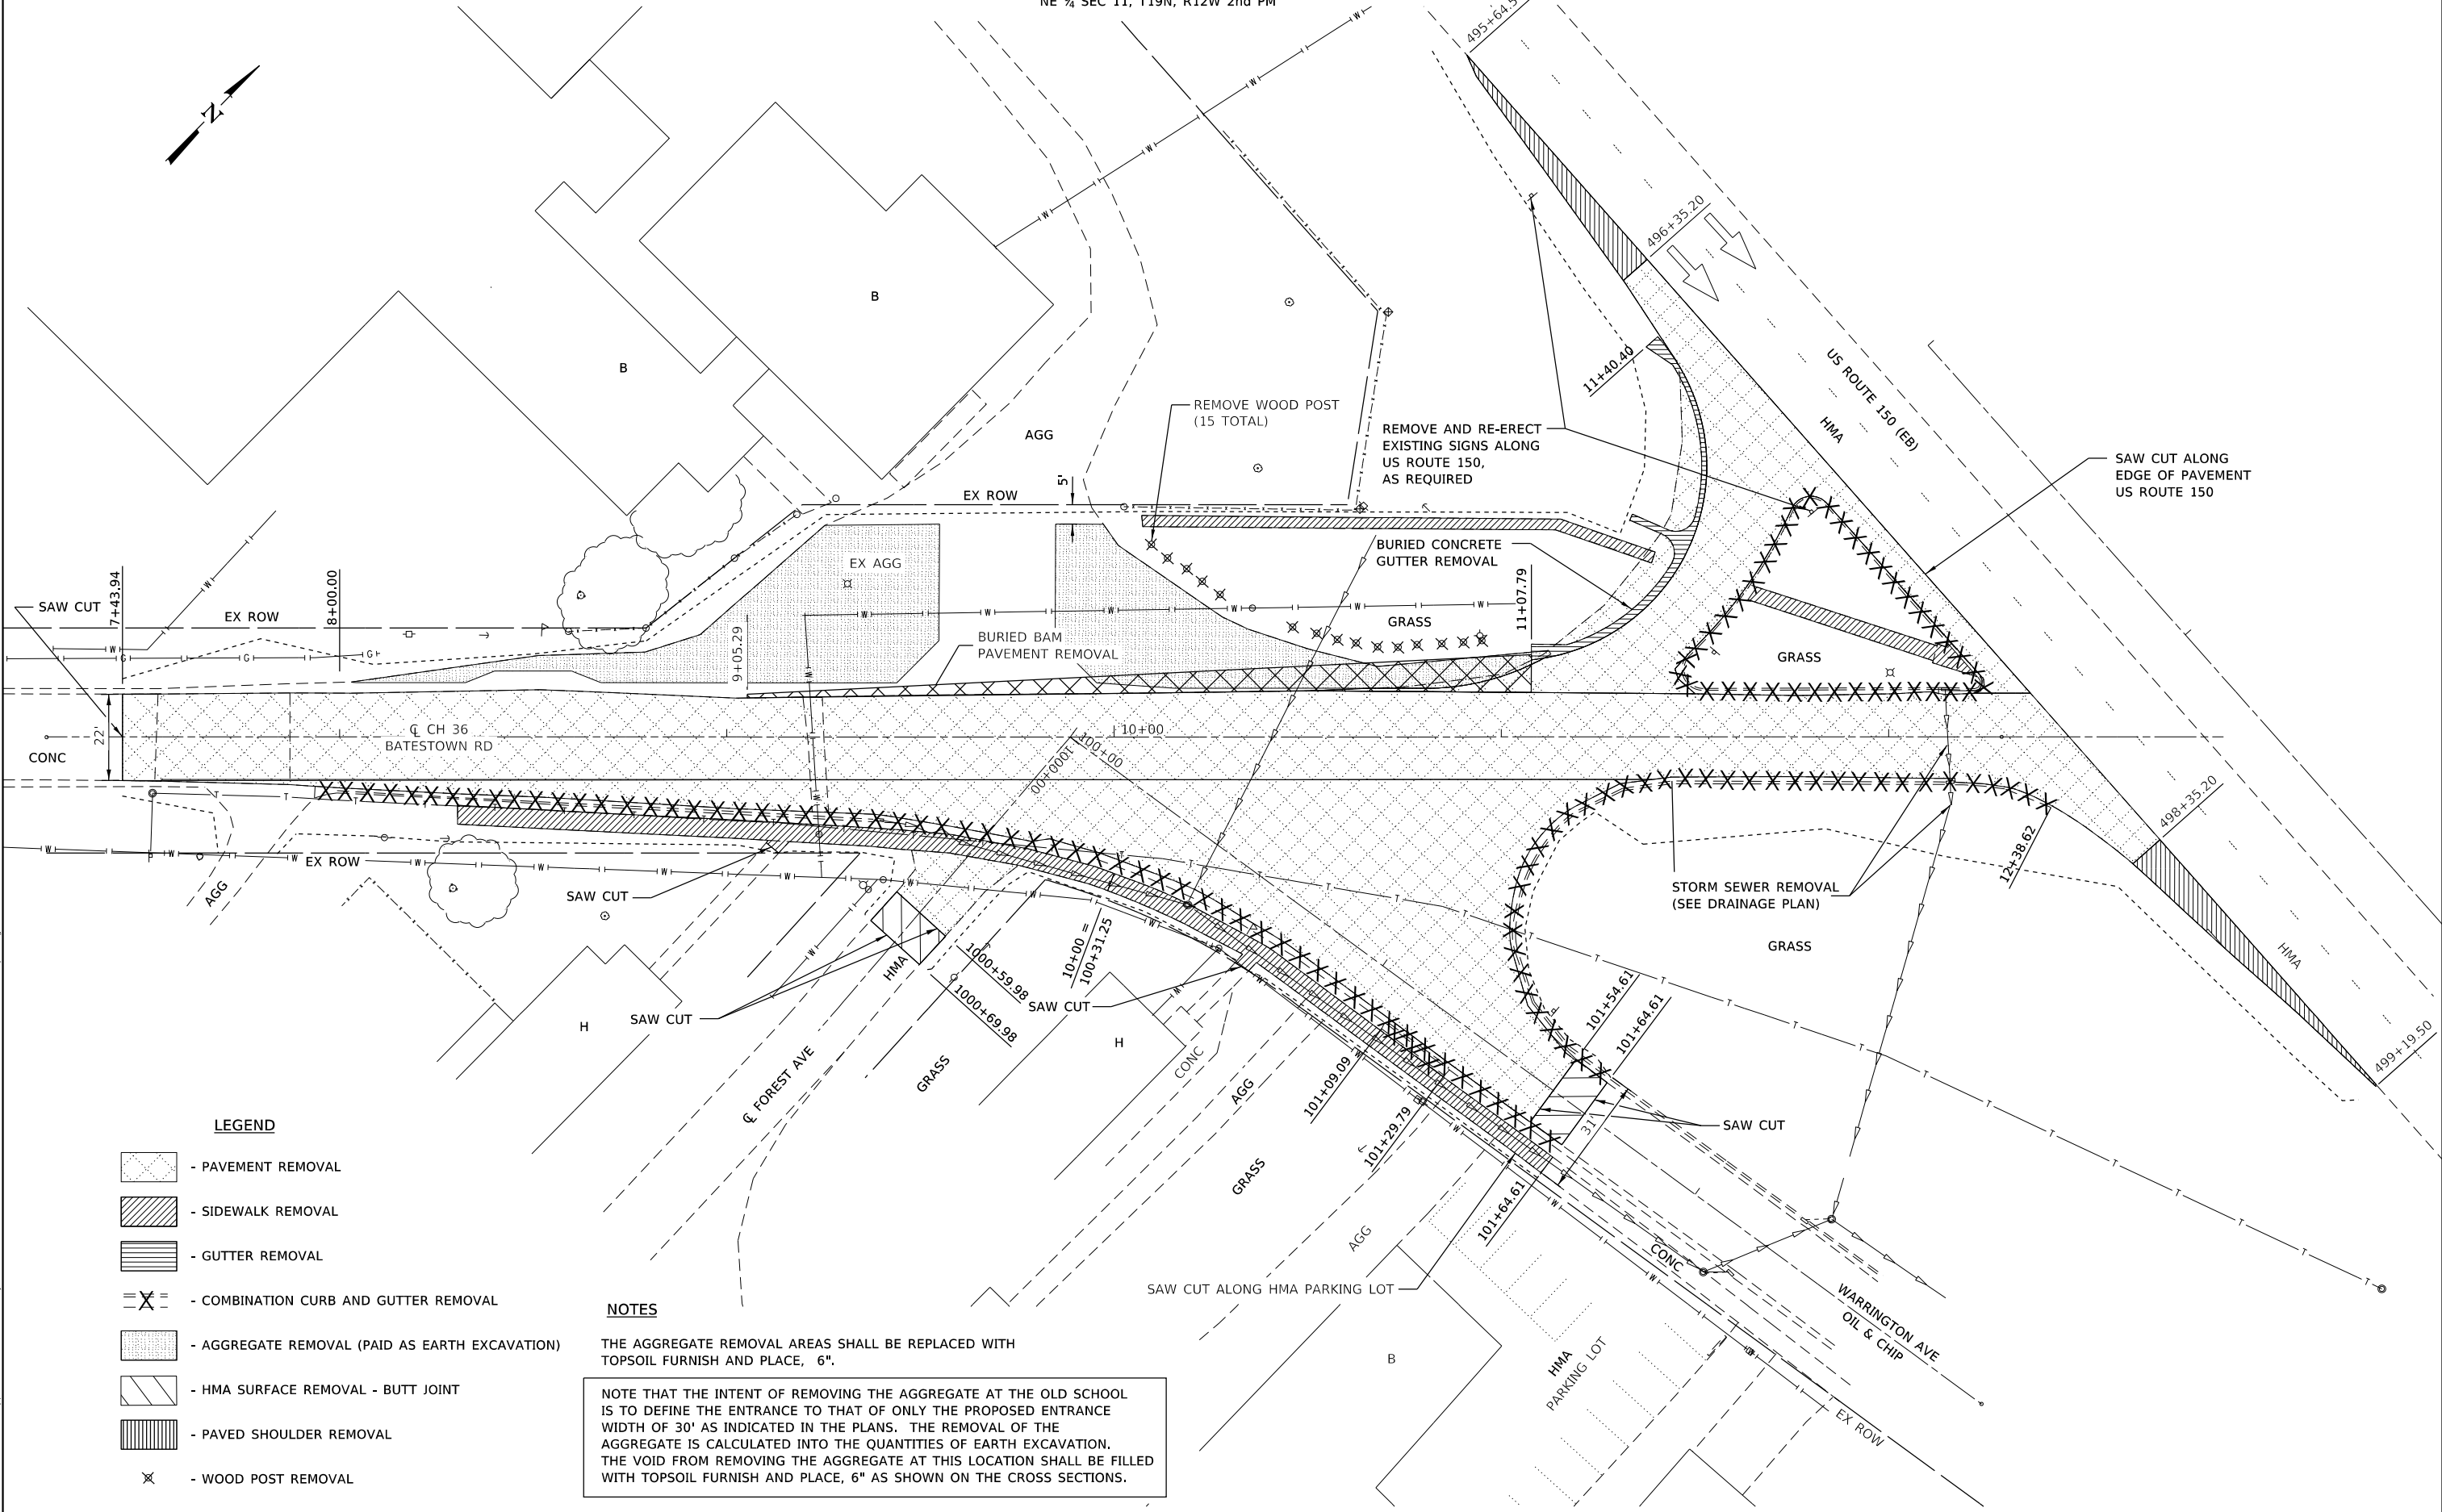 NE ¼ SEC 11, T19N, R12W 2nd PM
N
495+64.5
496+35.20
US ROUTE 150 (EB)
HMA
SAW CUT ALONG
EDGE OF PAVEMENT
US ROUTE 150
11+40.40
REMOVE AND RE-ERECT
EXISTING SIGNS ALONG
US ROUTE 150,
AS REQUIRED
REMOVE WOOD POST
(15 TOTAL)
B
B
AGG
5'
EX ROW
BURIED CONCRETE
GUTTER REMOVAL
11+07.79
GRASS
GRASS
EX AGG
BURIED BAM
PAVEMENT REMOVAL
9+05.29
8+00.00
7+43.94
SAW CUT
EX ROW
22'
CONC
℄ CH 36
BATESTOWN RD
10+00
100+00
1000+00
498+35.20
12+38.62
HMA
499+19.50
STORM SEWER REMOVAL
(SEE DRAINAGE PLAN)
GRASS
EX ROW
AGG
SAW CUT
HMA
SAW CUT
1000+59.98
1000+69.98
10+00 =
100+31.25
SAW CUT
H
H
℄ FOREST AVE
GRASS
CONC
AGG
GRASS
101+09.09
101+29.79
101+54.61
101+64.61
31'
SAW CUT
101+64.61
AGG
SAW CUT ALONG HMA PARKING LOT
B
HMA
PARKING LOT
CONC
WARRINGTON AVE
OIL & CHIP
EX ROW
LEGEND
- PAVEMENT REMOVAL
- SIDEWALK REMOVAL
- GUTTER REMOVAL
- COMBINATION CURB AND GUTTER REMOVAL
- AGGREGATE REMOVAL (PAID AS EARTH EXCAVATION)
- HMA SURFACE REMOVAL - BUTT JOINT
- PAVED SHOULDER REMOVAL
- WOOD POST REMOVAL
NOTES
THE AGGREGATE REMOVAL AREAS SHALL BE REPLACED WITH
TOPSOIL FURNISH AND PLACE, 6".
NOTE THAT THE INTENT OF REMOVING THE AGGREGATE AT THE OLD SCHOOL
IS TO DEFINE THE ENTRANCE TO THAT OF ONLY THE PROPOSED ENTRANCE
WIDTH OF 30' AS INDICATED IN THE PLANS. THE REMOVAL OF THE
AGGREGATE IS CALCULATED INTO THE QUANTITIES OF EARTH EXCAVATION.
THE VOID FROM REMOVING THE AGGREGATE AT THIS LOCATION SHALL BE FILLED
WITH TOPSOIL FURNISH AND PLACE, 6" AS SHOWN ON THE CROSS SECTIONS.